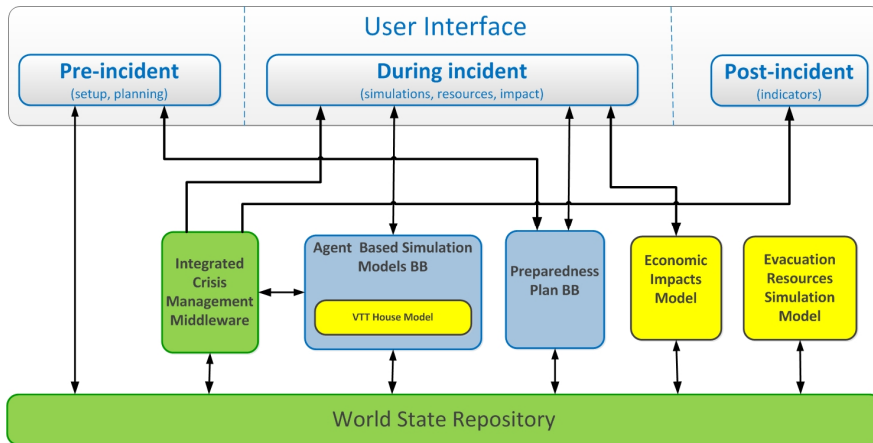 User Interface
Pre-incident
(setup, planning)
During incident
(simulations, resources, impact)
Post-incident
(indicators)
Integrated
Crisis
Management
Middleware
Agent Based Simulation
Models BB
VTT House Model
Preparedness
Plan BB
Economic
Impacts
Model
Evacuation
Resources
Simulation
Model
World State Repository